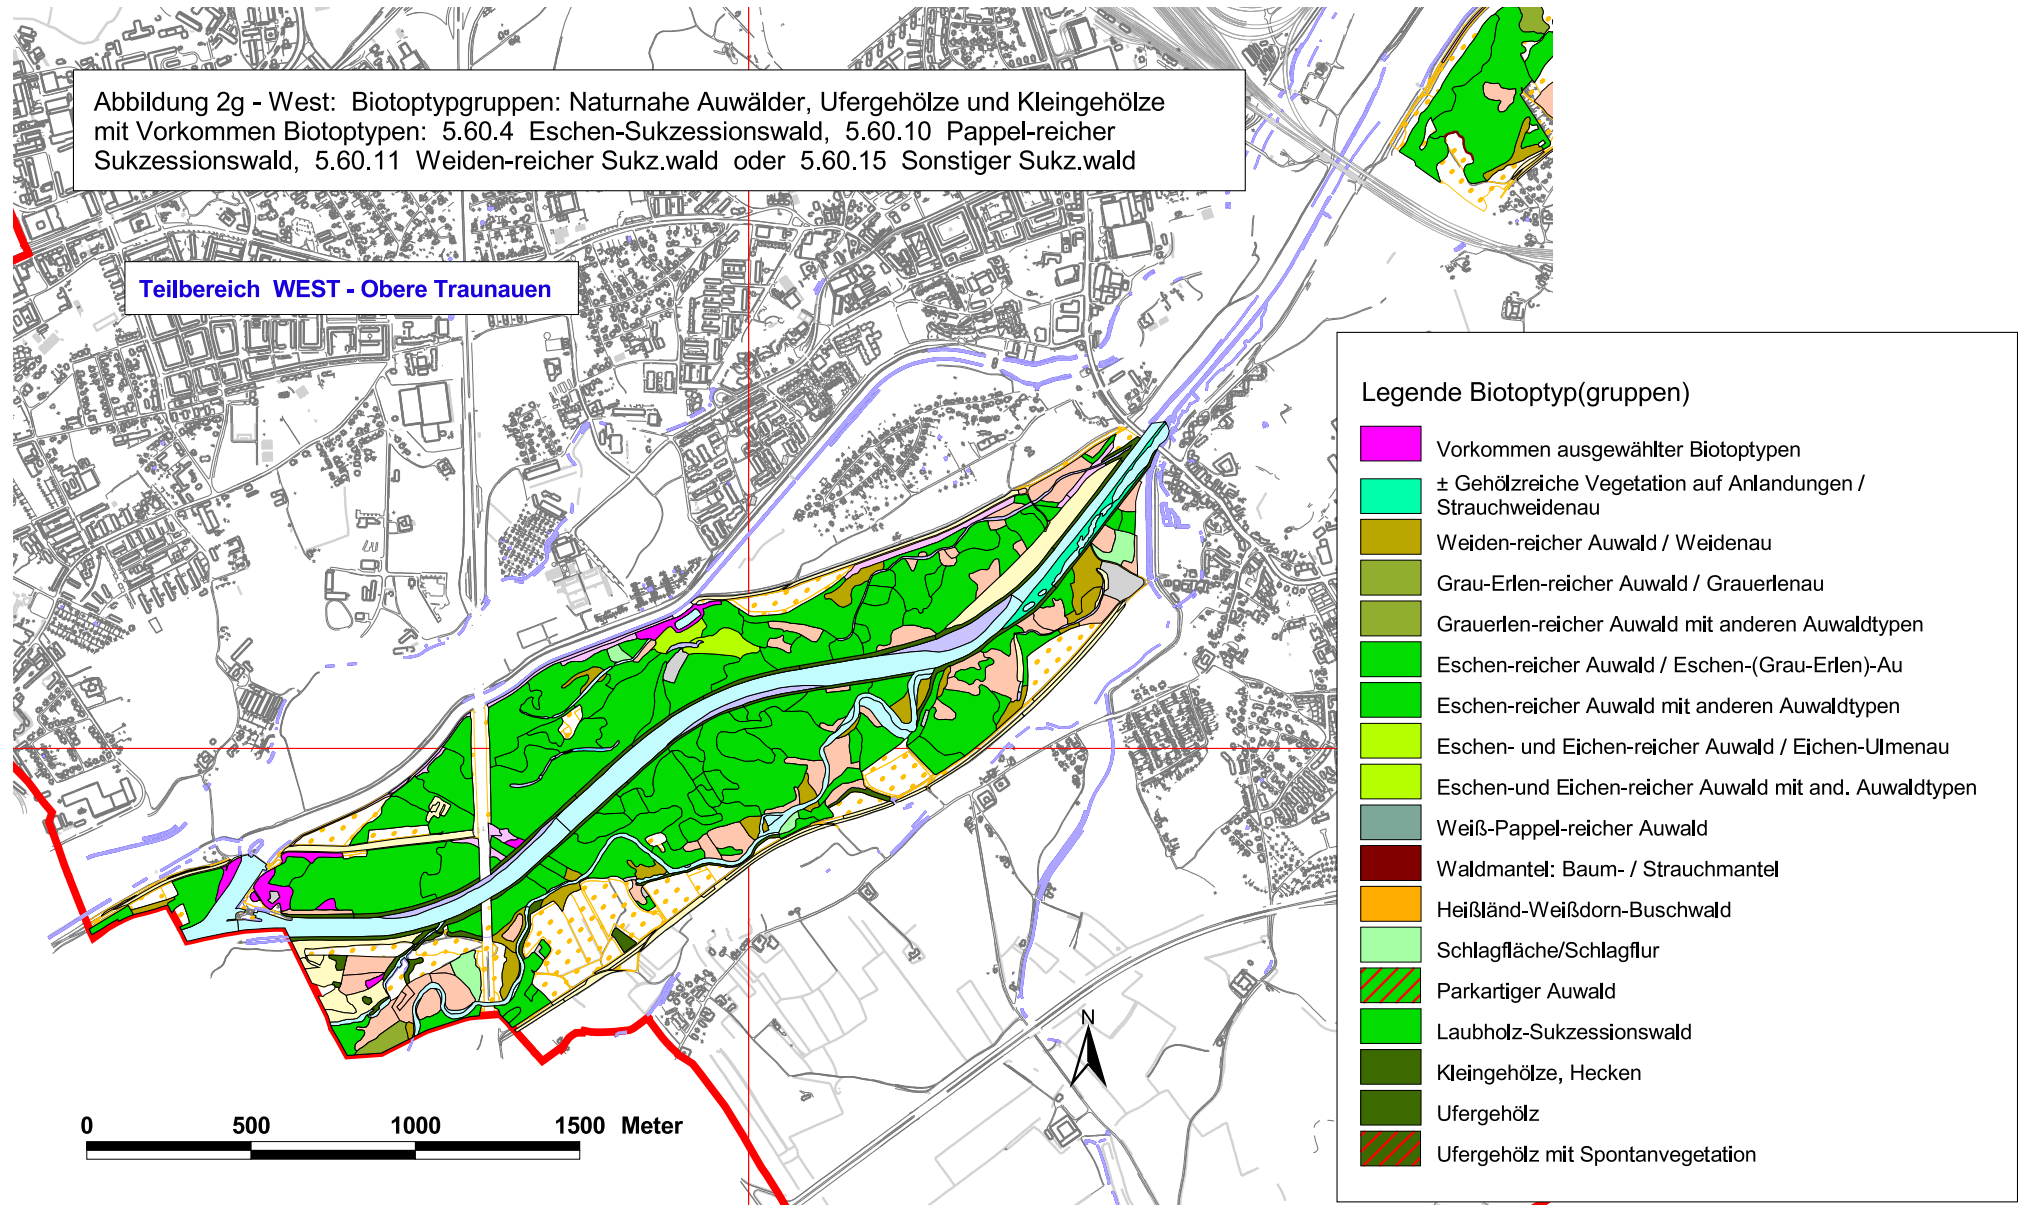 Abbildung 2g - West: Biotoptypgruppen: Naturnahe Auwälder, Ufergehölze und Kleingehölze
mit Vorkommen Biotoptypen: 5.60.4 Eschen-Sukzessionswald, 5.60.10 Pappel-reicher
Sukzessionswald, 5.60.11 Weiden-reicher Sukz.wald oder 5.60.15 Sonstiger Sukz.wald
Teilbereich WEST - Obere Traunauen
Legende Biotoptyp(gruppen)
Vorkommen ausgewählter Biotoptypen
± Gehölzreiche Vegetation auf Anlandungen /
Strauchweidenau
Weiden-reicher Auwald / Weidenau
Grau-Erlen-reicher Auwald / Grauerlenau
Grauerlen-reicher Auwald mit anderen Auwaldtypen
Eschen-reicher Auwald / Eschen-(Grau-Erlen)-Au
Eschen-reicher Auwald mit anderen Auwaldtypen
Eschen- und Eichen-reicher Auwald / Eichen-Ulmenau
Eschen-und Eichen-reicher Auwald mit and. Auwaldtypen
Weiß-Pappel-reicher Auwald
Waldmantel: Baum- / Strauchmantel
Heißländ-Weißdorn-Buschwald
Schlagfläche/Schlagflur
Parkartiger Auwald
Laubholz-Sukzessionswald
Kleingehölze, Hecken
Ufergehölz
Ufergehölz mit Spontanvegetation
N
0 500 1000 1500 Meter